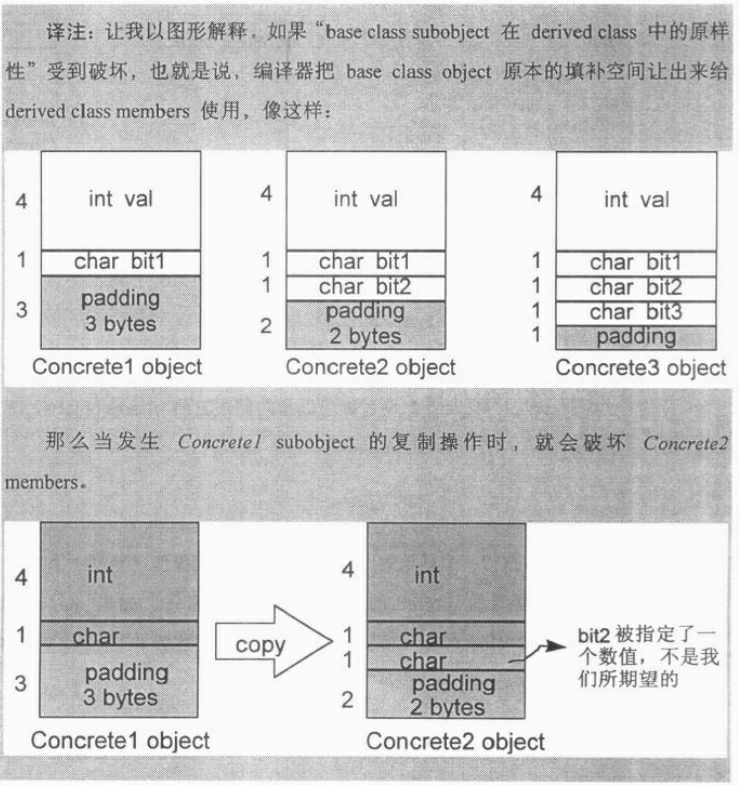 译注：让我以图形解释。如果“base class subobject 在 derived class 中的原样
性”受到破坏，也就是说，编译器把 base class object 原本的填补空间让出来给
derived class members 使用，像这样：
4
int val
1
char bit1
3
padding
3 bytes
Concrete1 object
4
int val
1
char bit1
1
char bit2
2
padding
2 bytes
Concrete2 object
4
int val
1
char bit1
1
char bit2
1
char bit3
1
padding
Concrete3 object
那么当发生 Concrete1 subobject 的复制操作时，就会破坏 Concrete2
members。
4
int
1
char
3
padding
3 bytes
Concrete1 object
copy
4
int
1
char
1
char
2
padding
2 bytes
Concrete2 object
bit2 被指定了一
个数值，不是我
们所期望的